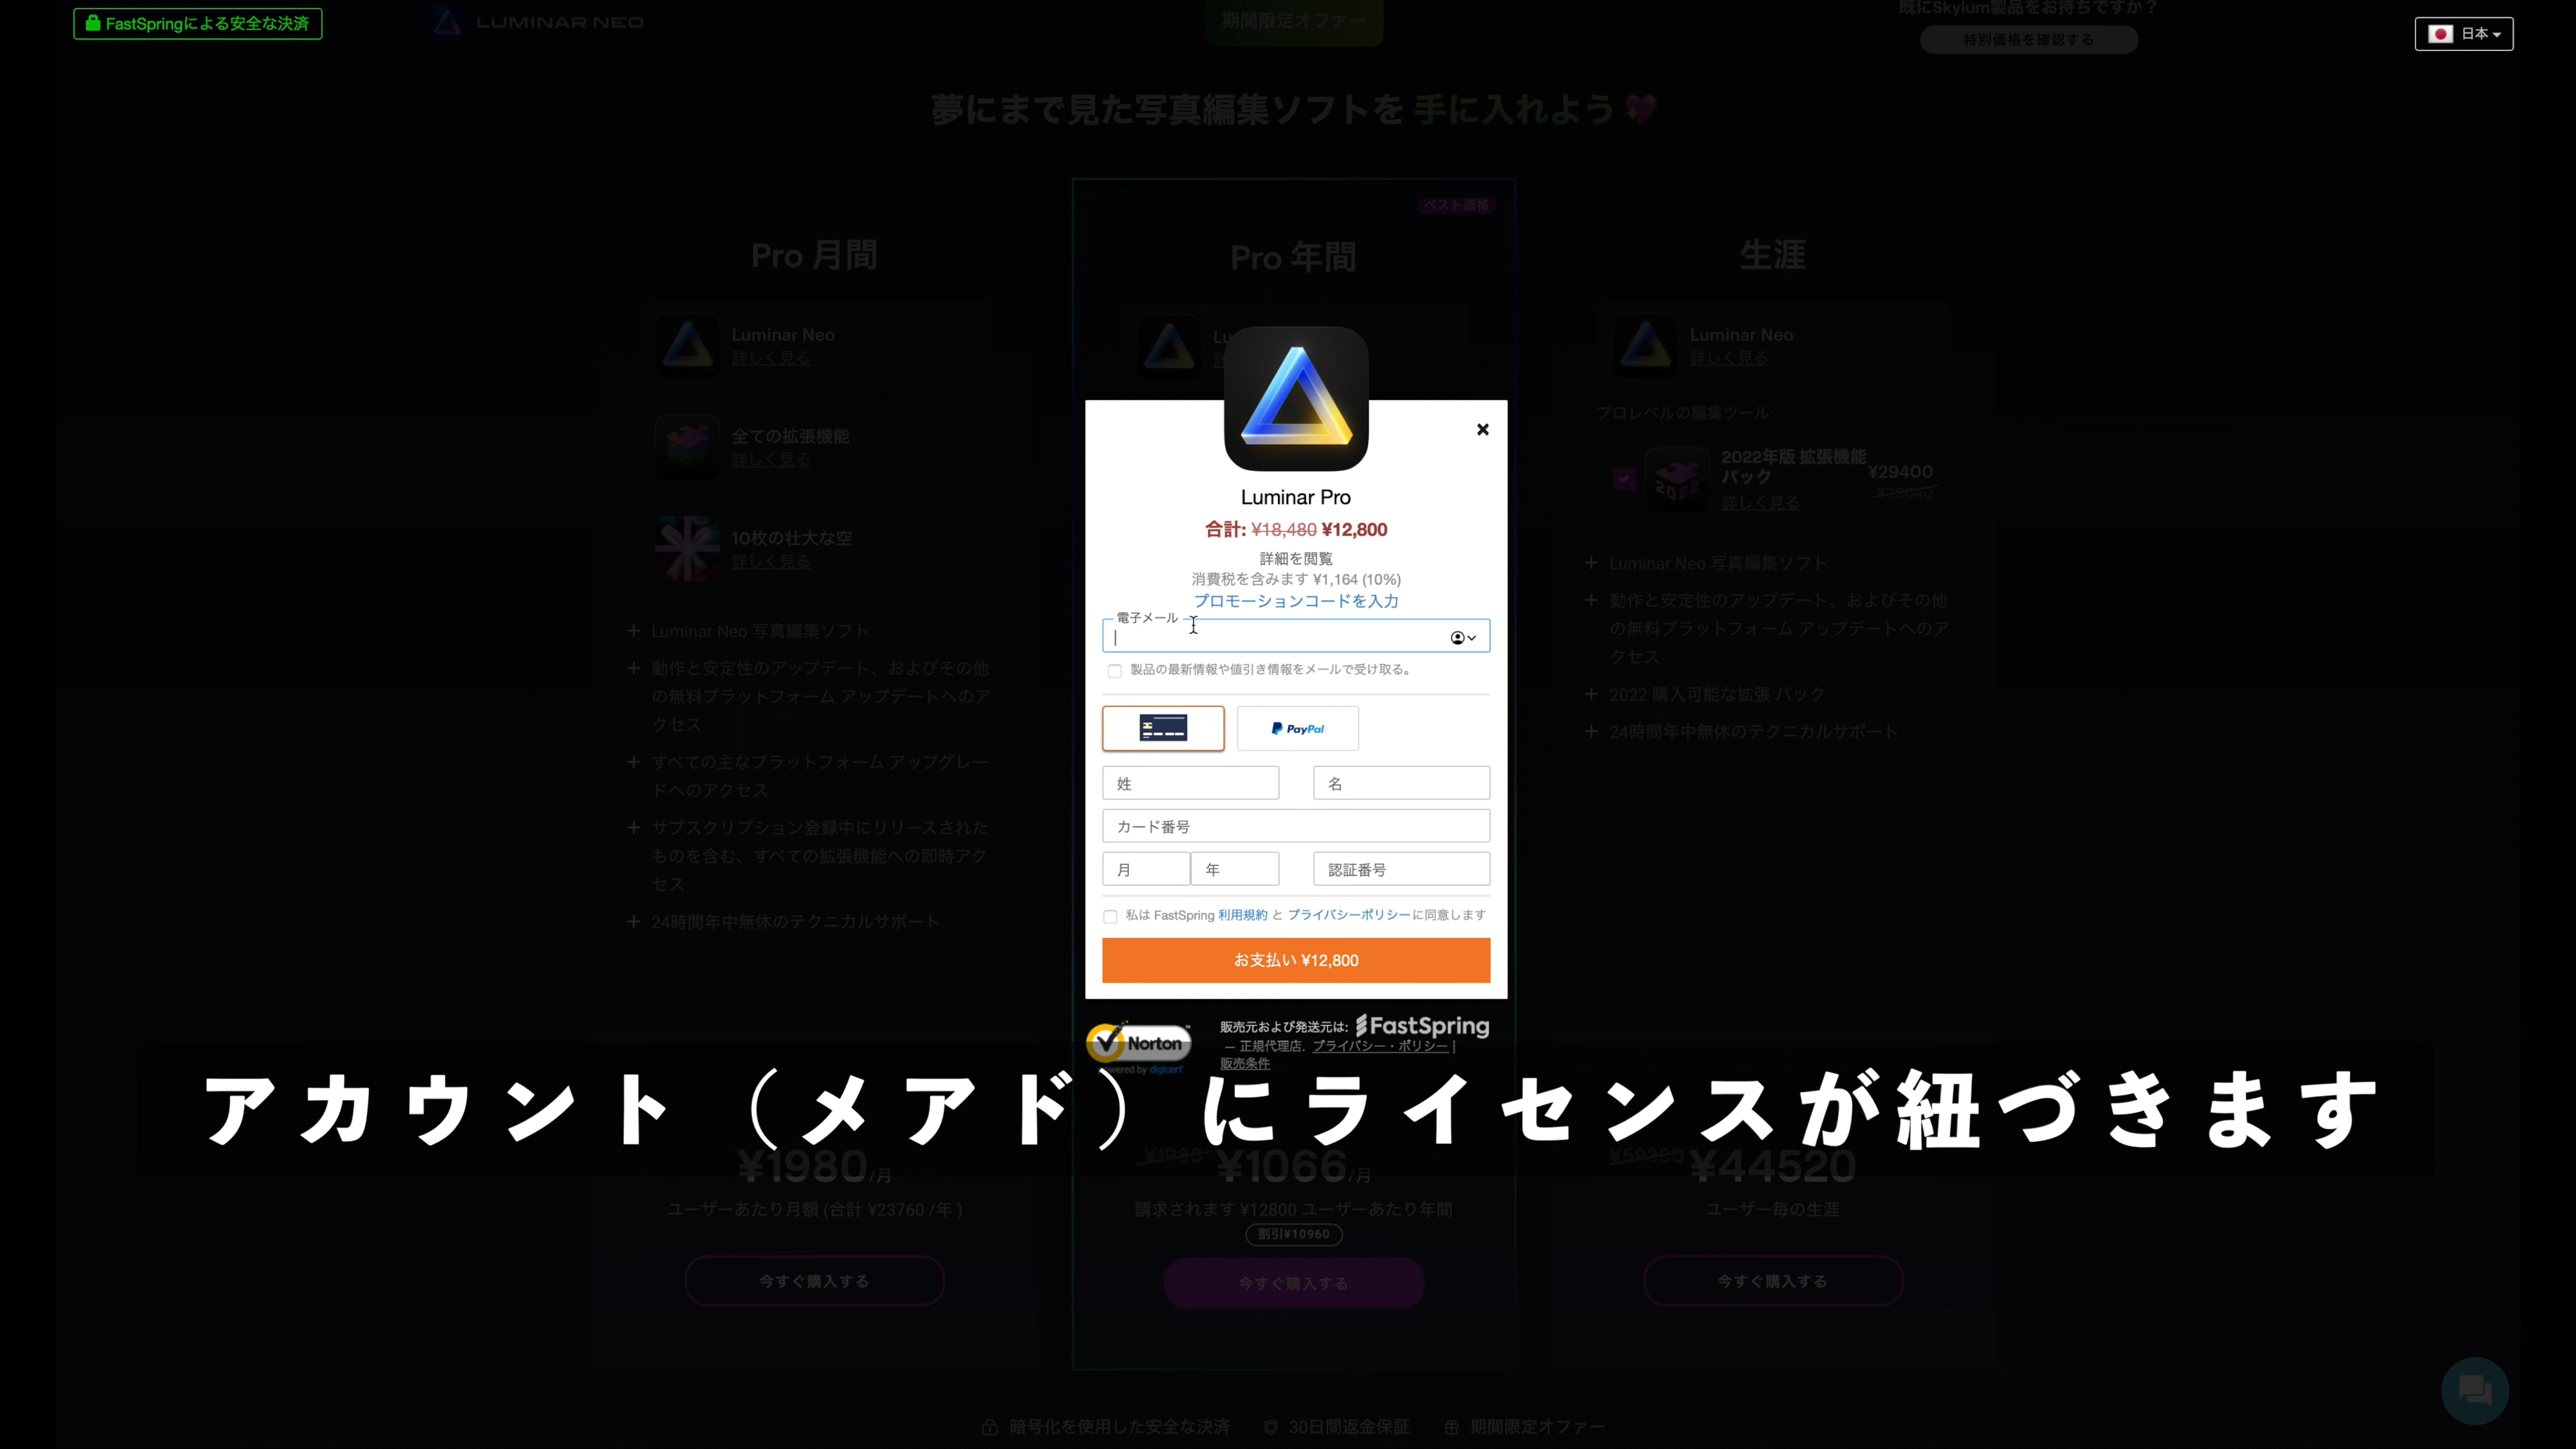 FastSpringによる安全な決済
LUMINAR NEO
期間限定オファー
既にSkylum製品をお持ちですか？
特別価格を確認する
日本
夢にまで見た写真編集ソフトを 手に入れよう
ベスト価格
Pro 月間
Luminar Neo
詳しく見る
全ての拡張機能
詳しく見る
10枚の壮大な空
詳しく見る
+ Luminar Neo 写真編集ソフト
+ 動作と安定性のアップデート、およびその他
の無料プラットフォーム アップデートへのア
クセス
+ すべての主なプラットフォーム アップグレー
ドへのアクセス
+ サブスクリプション登録中にリリースされた
ものを含む、すべての拡張機能への即時アク
セス
+ 24時間年中無休のテクニカルサポート
Pro 年間
Lu
Luminar Pro
合計: ¥18,480 ¥12,800
詳細を閲覧
消費税を含みます ¥1,164 (10%)
プロモーションコードを入力
電子メール
製品の最新情報や値引き情報をメールで受け取る。
PayPal
姓
名
カード番号
月
年
認証番号
私は FastSpring 利用規約 と プライバシーポリシーに同意します
お支払い ¥12,800
Norton
powered by digicert
販売元および発送元は: FastSpring
– 正規代理店. プライバシー・ポリシー |
販売条件
生涯
Luminar Neo
詳しく見る
プロレベルの編集ツール:
2022年版 拡張機能
パック
詳しく見る
¥29400
¥39840
+ Luminar Neo 写真編集ソフト
+ 動作と安定性のアップデート、およびその他
の無料プラットフォーム アップデートへのア
クセス
+ 2022 購入可能な拡張 パック
+ 24時間年中無休のテクニカルサポート
アカウント（メアド）にライセンスが紐づきます
¥1980/月
ユーザーあたり月額 (合計 ¥23760 /年 )
今すぐ購入する
¥1980 ¥1066/月
請求されます ¥12800 ユーザーあたり年間
割引¥10960
今すぐ購入する
¥44520
ユーザー毎の生涯
今すぐ購入する
暗号化を使用した安全な決済
30日間返金保証
期間限定オファー